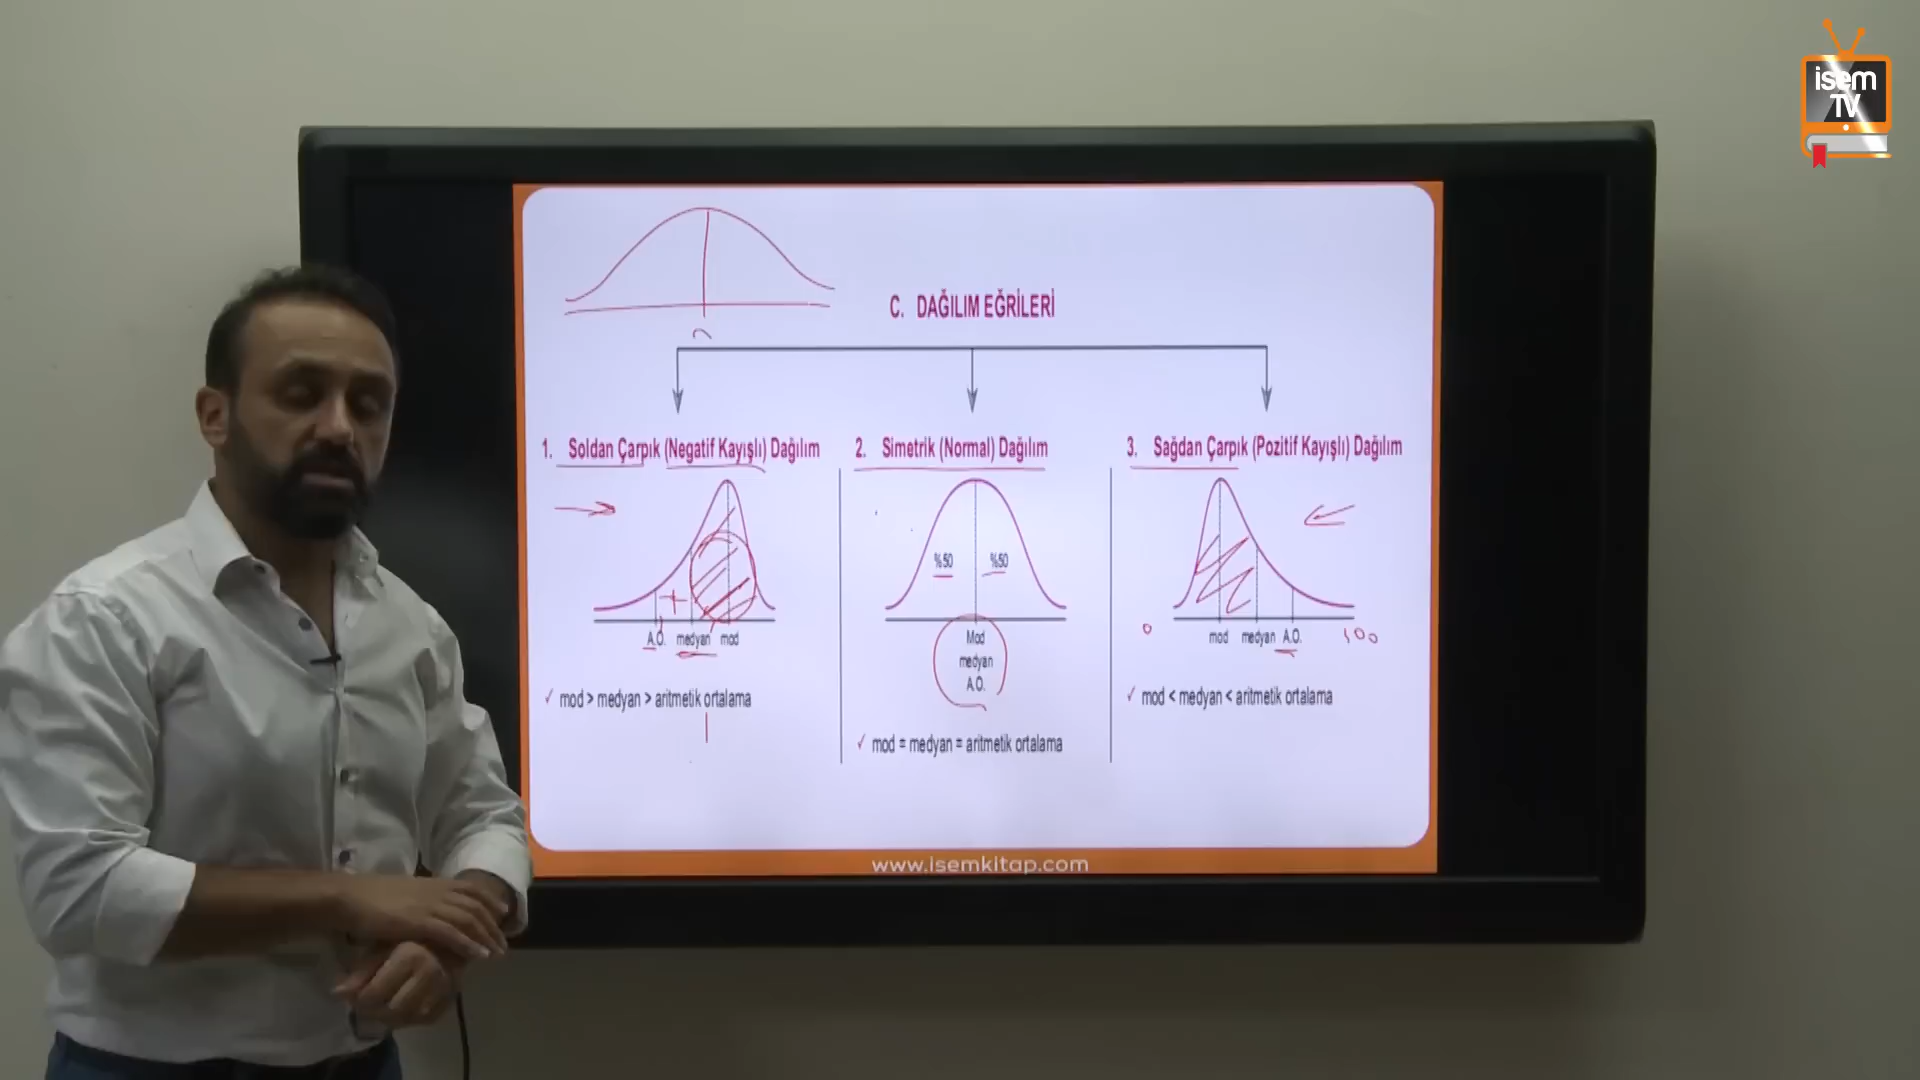 isem
TV
C. DAĞILIM EĞRİLERİ
1. Soldan Çarpık (Negatif Kayışlı) Dağılım
A.O. medyan mod
✓ mod > medyan > aritmetik ortalama
2. Simetrik (Normal) Dağılım
%50 %50
Mod
medyan
A.O.
✓ mod = medyan = aritmetik ortalama
3. Sağdan Çarpık (Pozitif Kayışlı) Dağılım
0 mod medyan A.O. 100
✓ mod < medyan < aritmetik ortalama
www.isemkitap.com